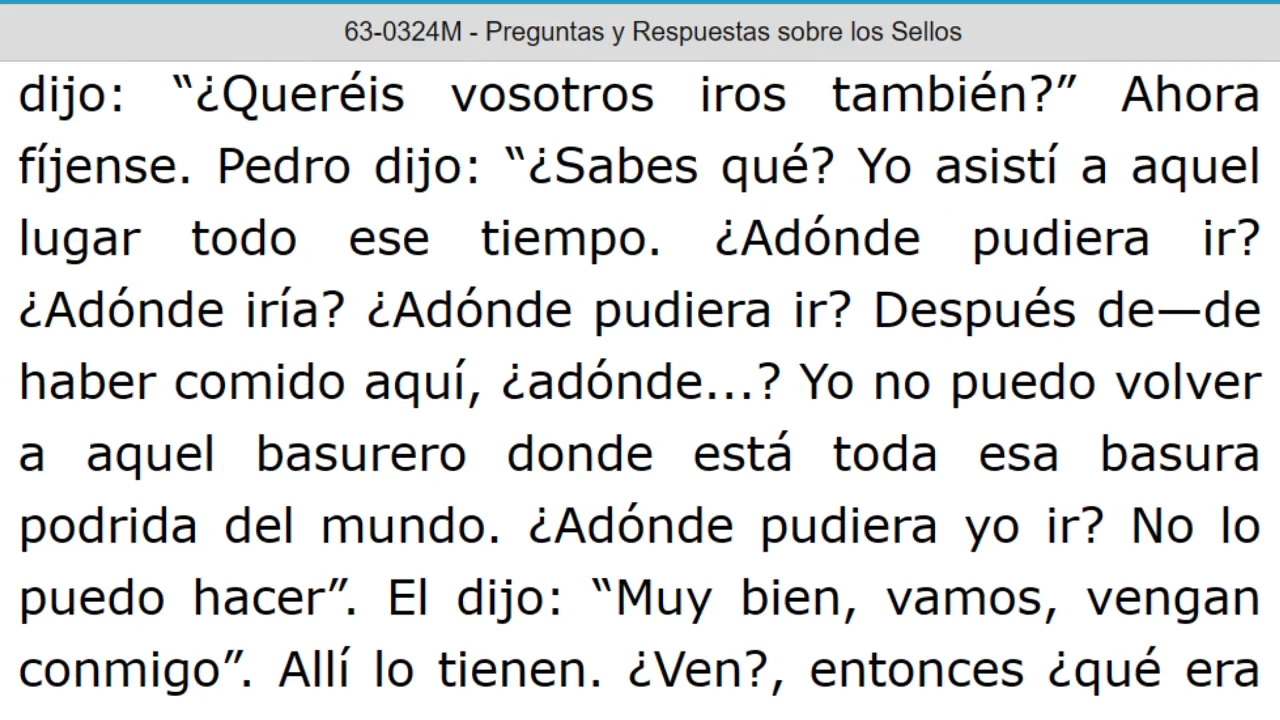 63-0324M - Preguntas y Respuestas sobre los Sellos
dijo: “¿Queréis vosotros iros también?” Ahora
fíjense. Pedro dijo: “¿Sabes qué? Yo asistí a aquel
lugar todo ese tiempo. ¿Adónde pudiera ir?
¿Adónde iría? ¿Adónde pudiera ir? Después de—de
haber comido aquí, ¿adónde...? Yo no puedo volver
a aquel basurero donde está toda esa basura
podrida del mundo. ¿Adónde pudiera yo ir? No lo
puedo hacer”. El dijo: “Muy bien, vamos, vengan
conmigo”. Allí lo tienen. ¿Ven?, entonces ¿qué era